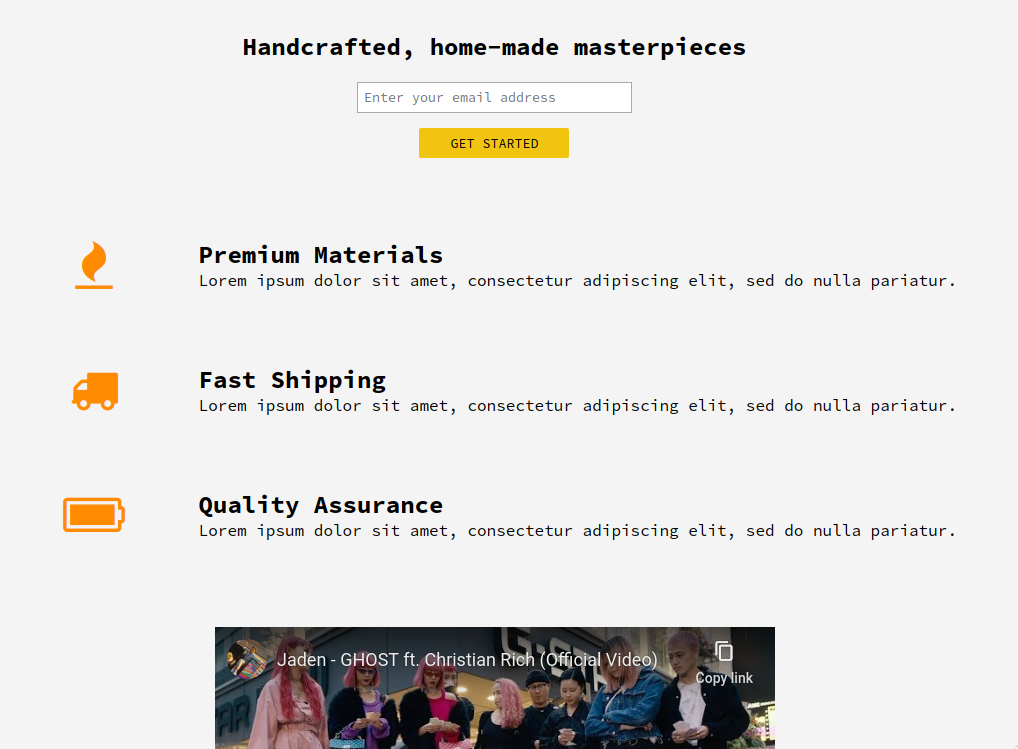 Handcrafted, home-made masterpieces
Enter your email address
GET STARTED
Premium Materials
Lorem ipsum dolor sit amet, consectetur adipiscing elit, sed do nulla pariatur.
Fast Shipping
Lorem ipsum dolor sit amet, consectetur adipiscing elit, sed do nulla pariatur.
Quality Assurance
Lorem ipsum dolor sit amet, consectetur adipiscing elit, sed do nulla pariatur.
Jaden - GHOST ft. Christian Rich (Official Video)
Copy link